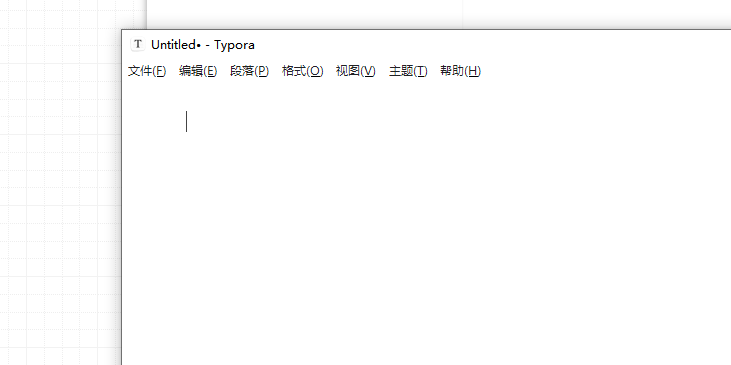 T Untitled• - Typora
文件(F) 编辑(E) 段落(P) 格式(O) 视图(V) 主题(T) 帮助(H)